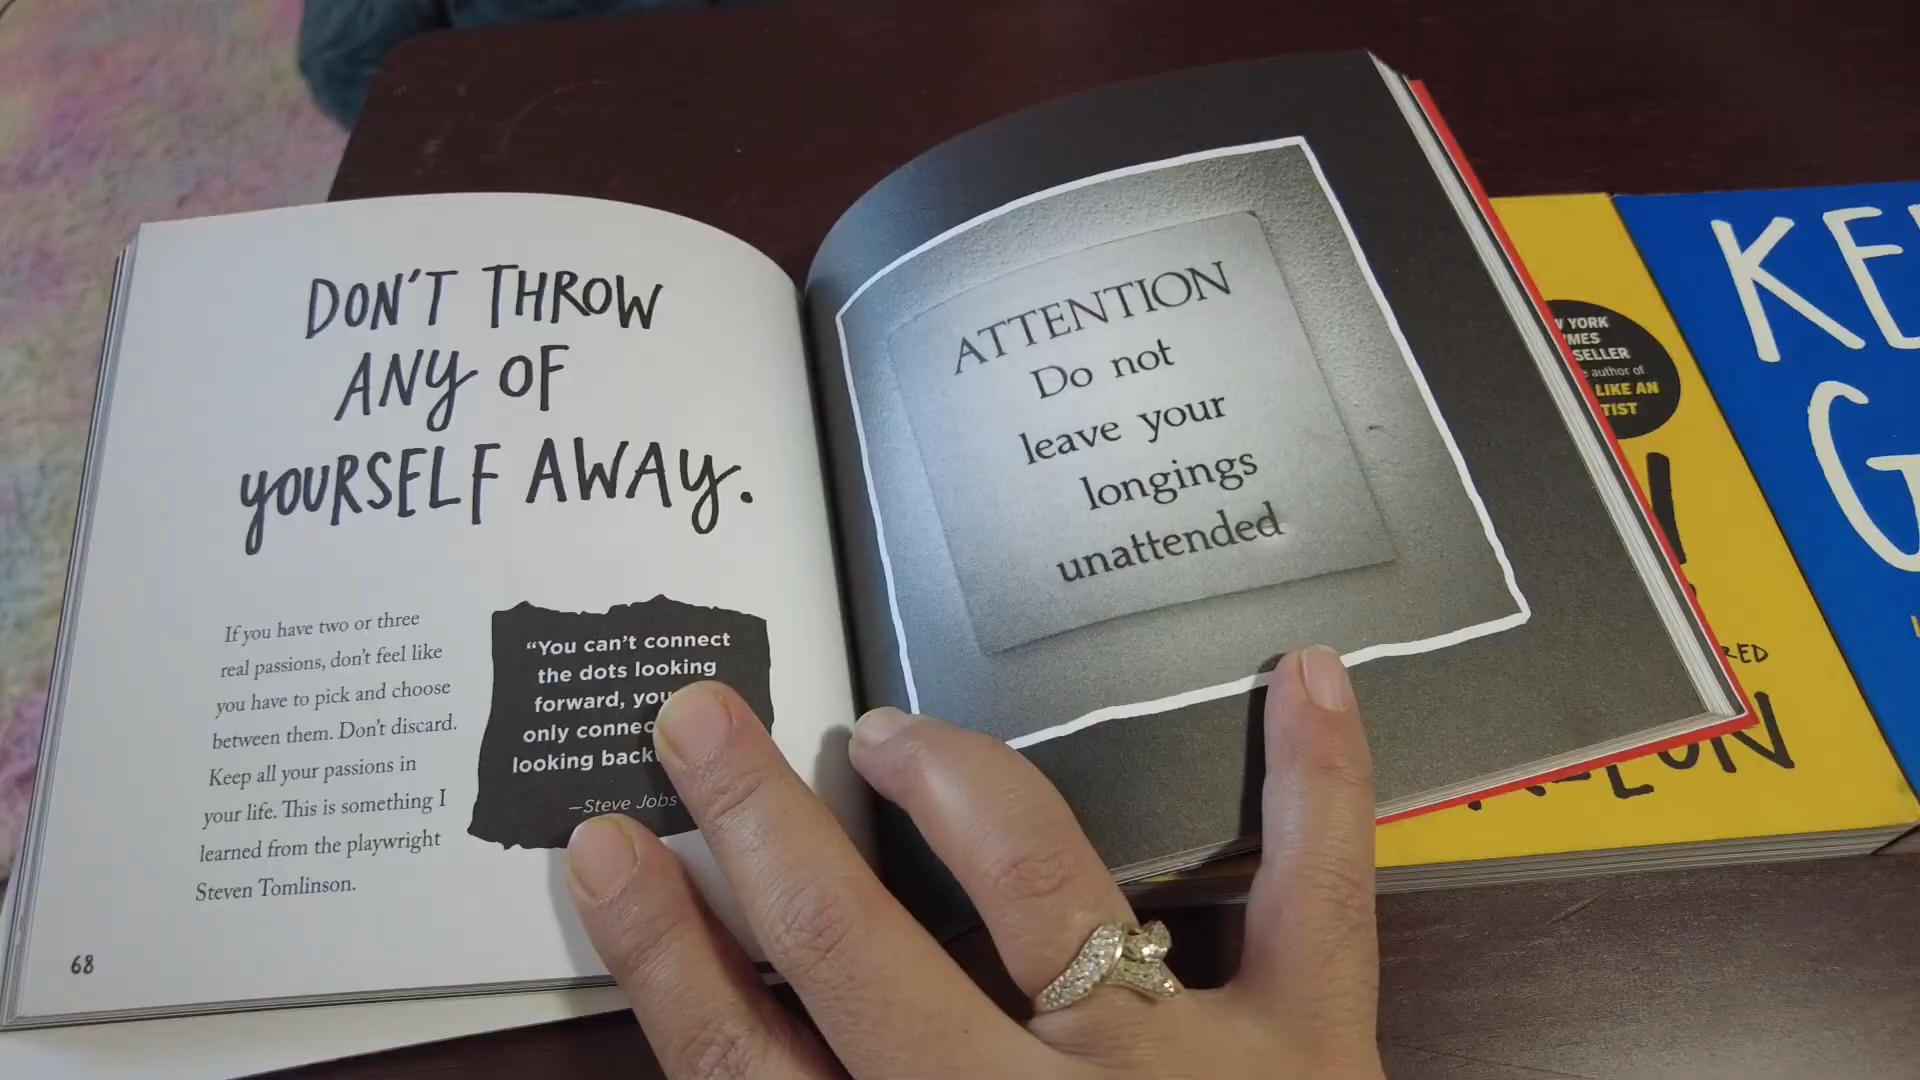 DON'T THROW
ANY OF
YOURSELF AWAY.
If you have two or three
real passions, don't feel like
you have to pick and choose
between them. Don't discard.
Keep all your passions in
your life. This is something I
learned from the playwright
Steven Tomlinson.
"You can't connect
the dots looking
forward, you
only connec
looking back
—Steve Jobs
68
ATTENTION
Do not
leave your
longings
unattended
YORK
SELLER
author of
LIKE AN
KE
G